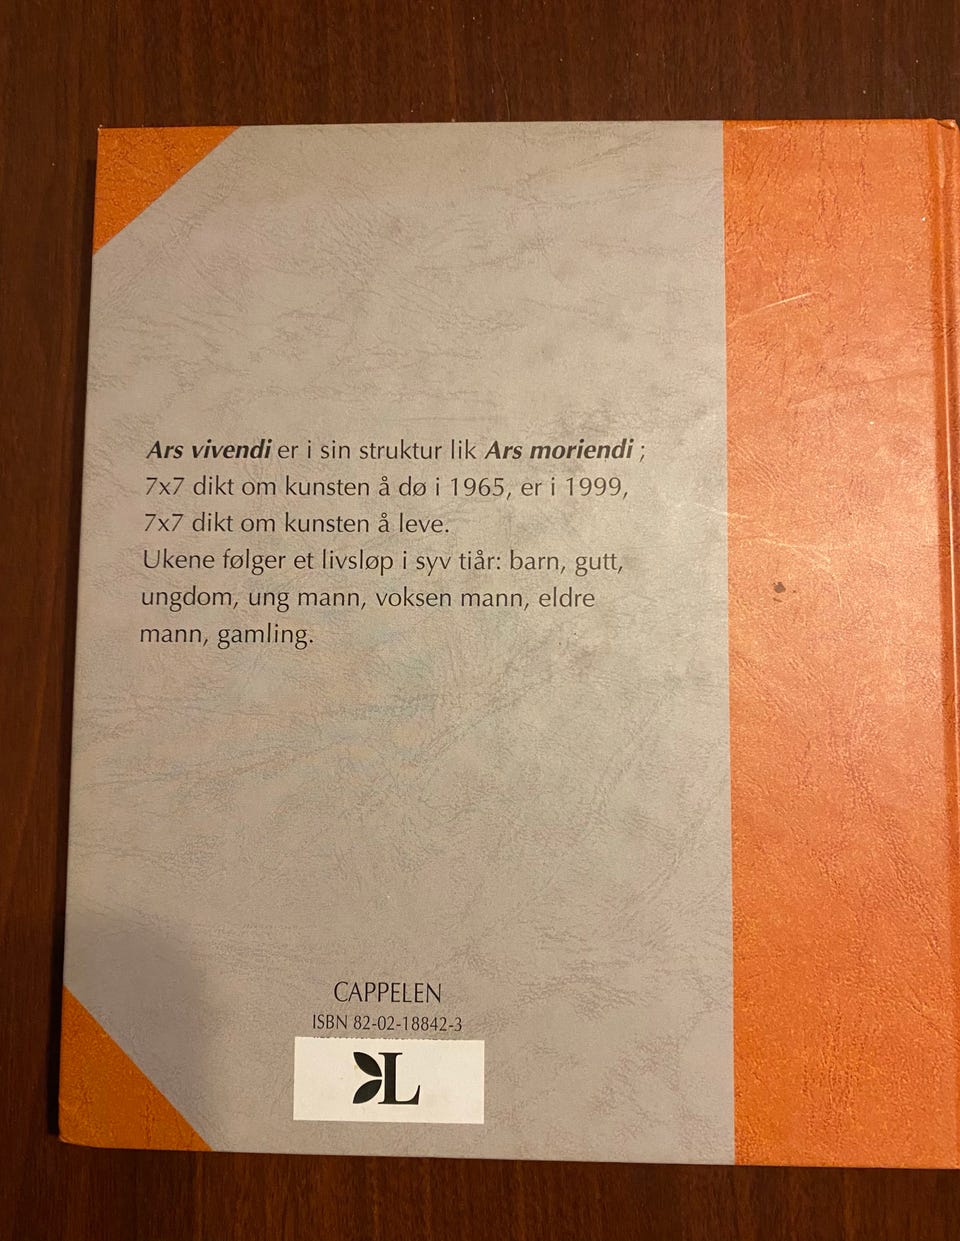 Ars vivendi er i sin struktur lik Ars moriendi ;
7x7 dikt om kunsten å dø i 1965, er i 1999,
7x7 dikt om kunsten å leve.
Ukene følger et livsløp i syv tiår: barn, gutt,
ungdom, ung mann, voksen mann, eldre
mann, gamling.
CAPPELEN
ISBN 82-02-18842-3
L